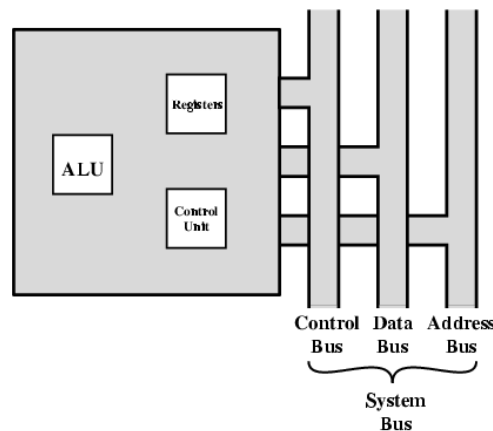 Registers
ALU
Control
Unit
Control Data Address
Bus Bus Bus
System
Bus